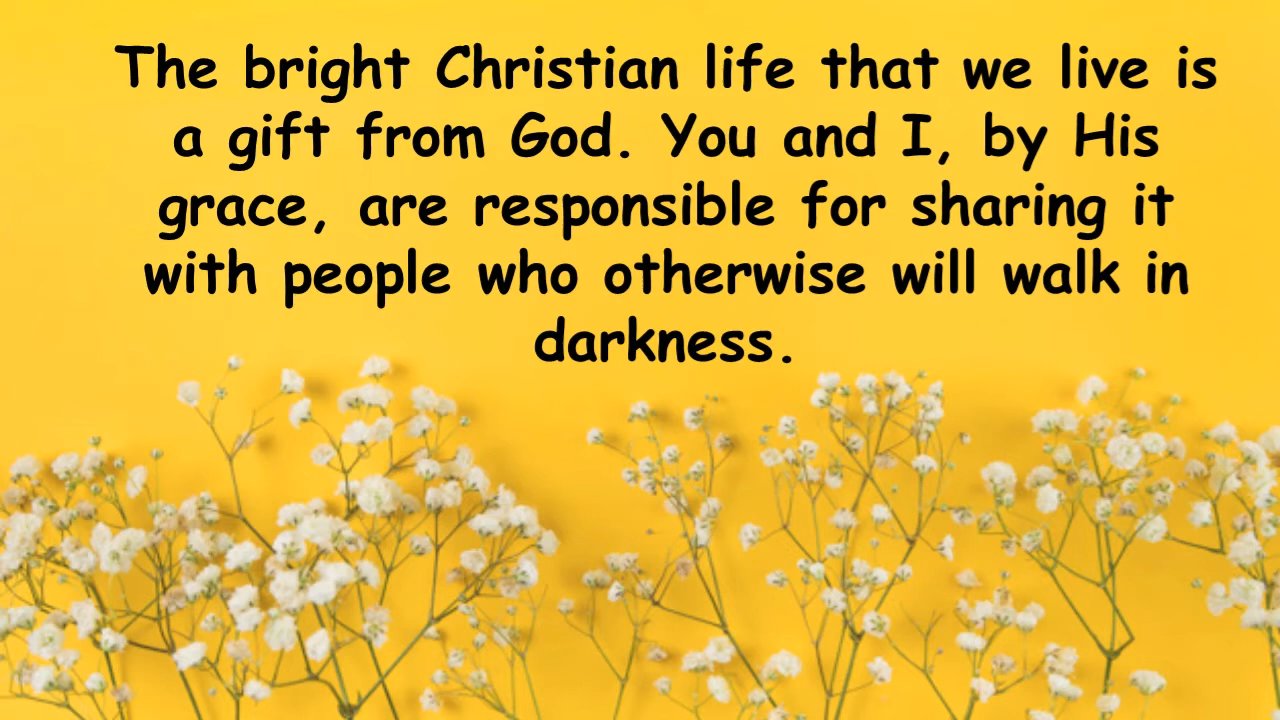 The bright Christian life that we live is
a gift from God. You and I, by His
grace, are responsible for sharing it
with people who otherwise will walk in
darkness.